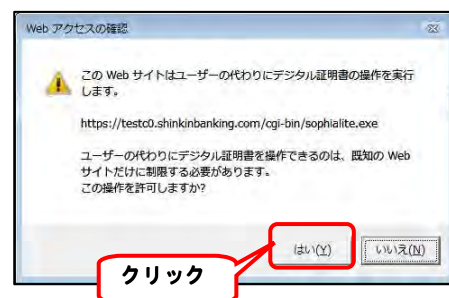 Web アクセスの確認
この Web サイトはユーザーの代わりにデジタル証明書の操作を実行
します。
https://testc0.shinkinbanking.com/cgi-bin/sophialite.exe
ユーザーの代わりにデジタル証明書を操作できるのは、既知の Web
サイトだけに制限する必要があります。
この操作を許可しますか?
はい(Y)
いいえ(N)
クリック